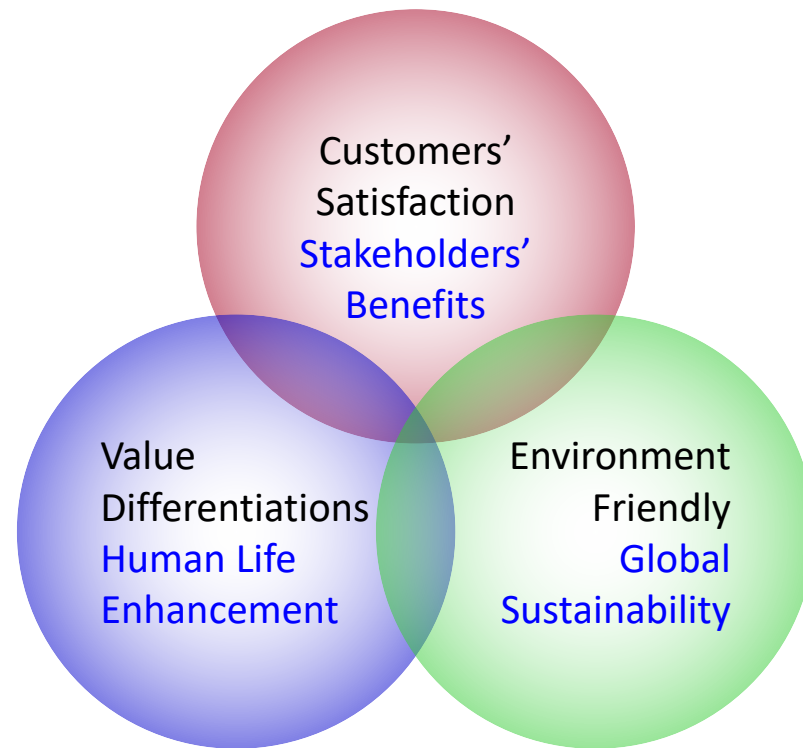 Customers’
Satisfaction
Stakeholders’
Benefits
Value
Differentiations
Human Life
Enhancement
Environment
Friendly
Global
Sustainability